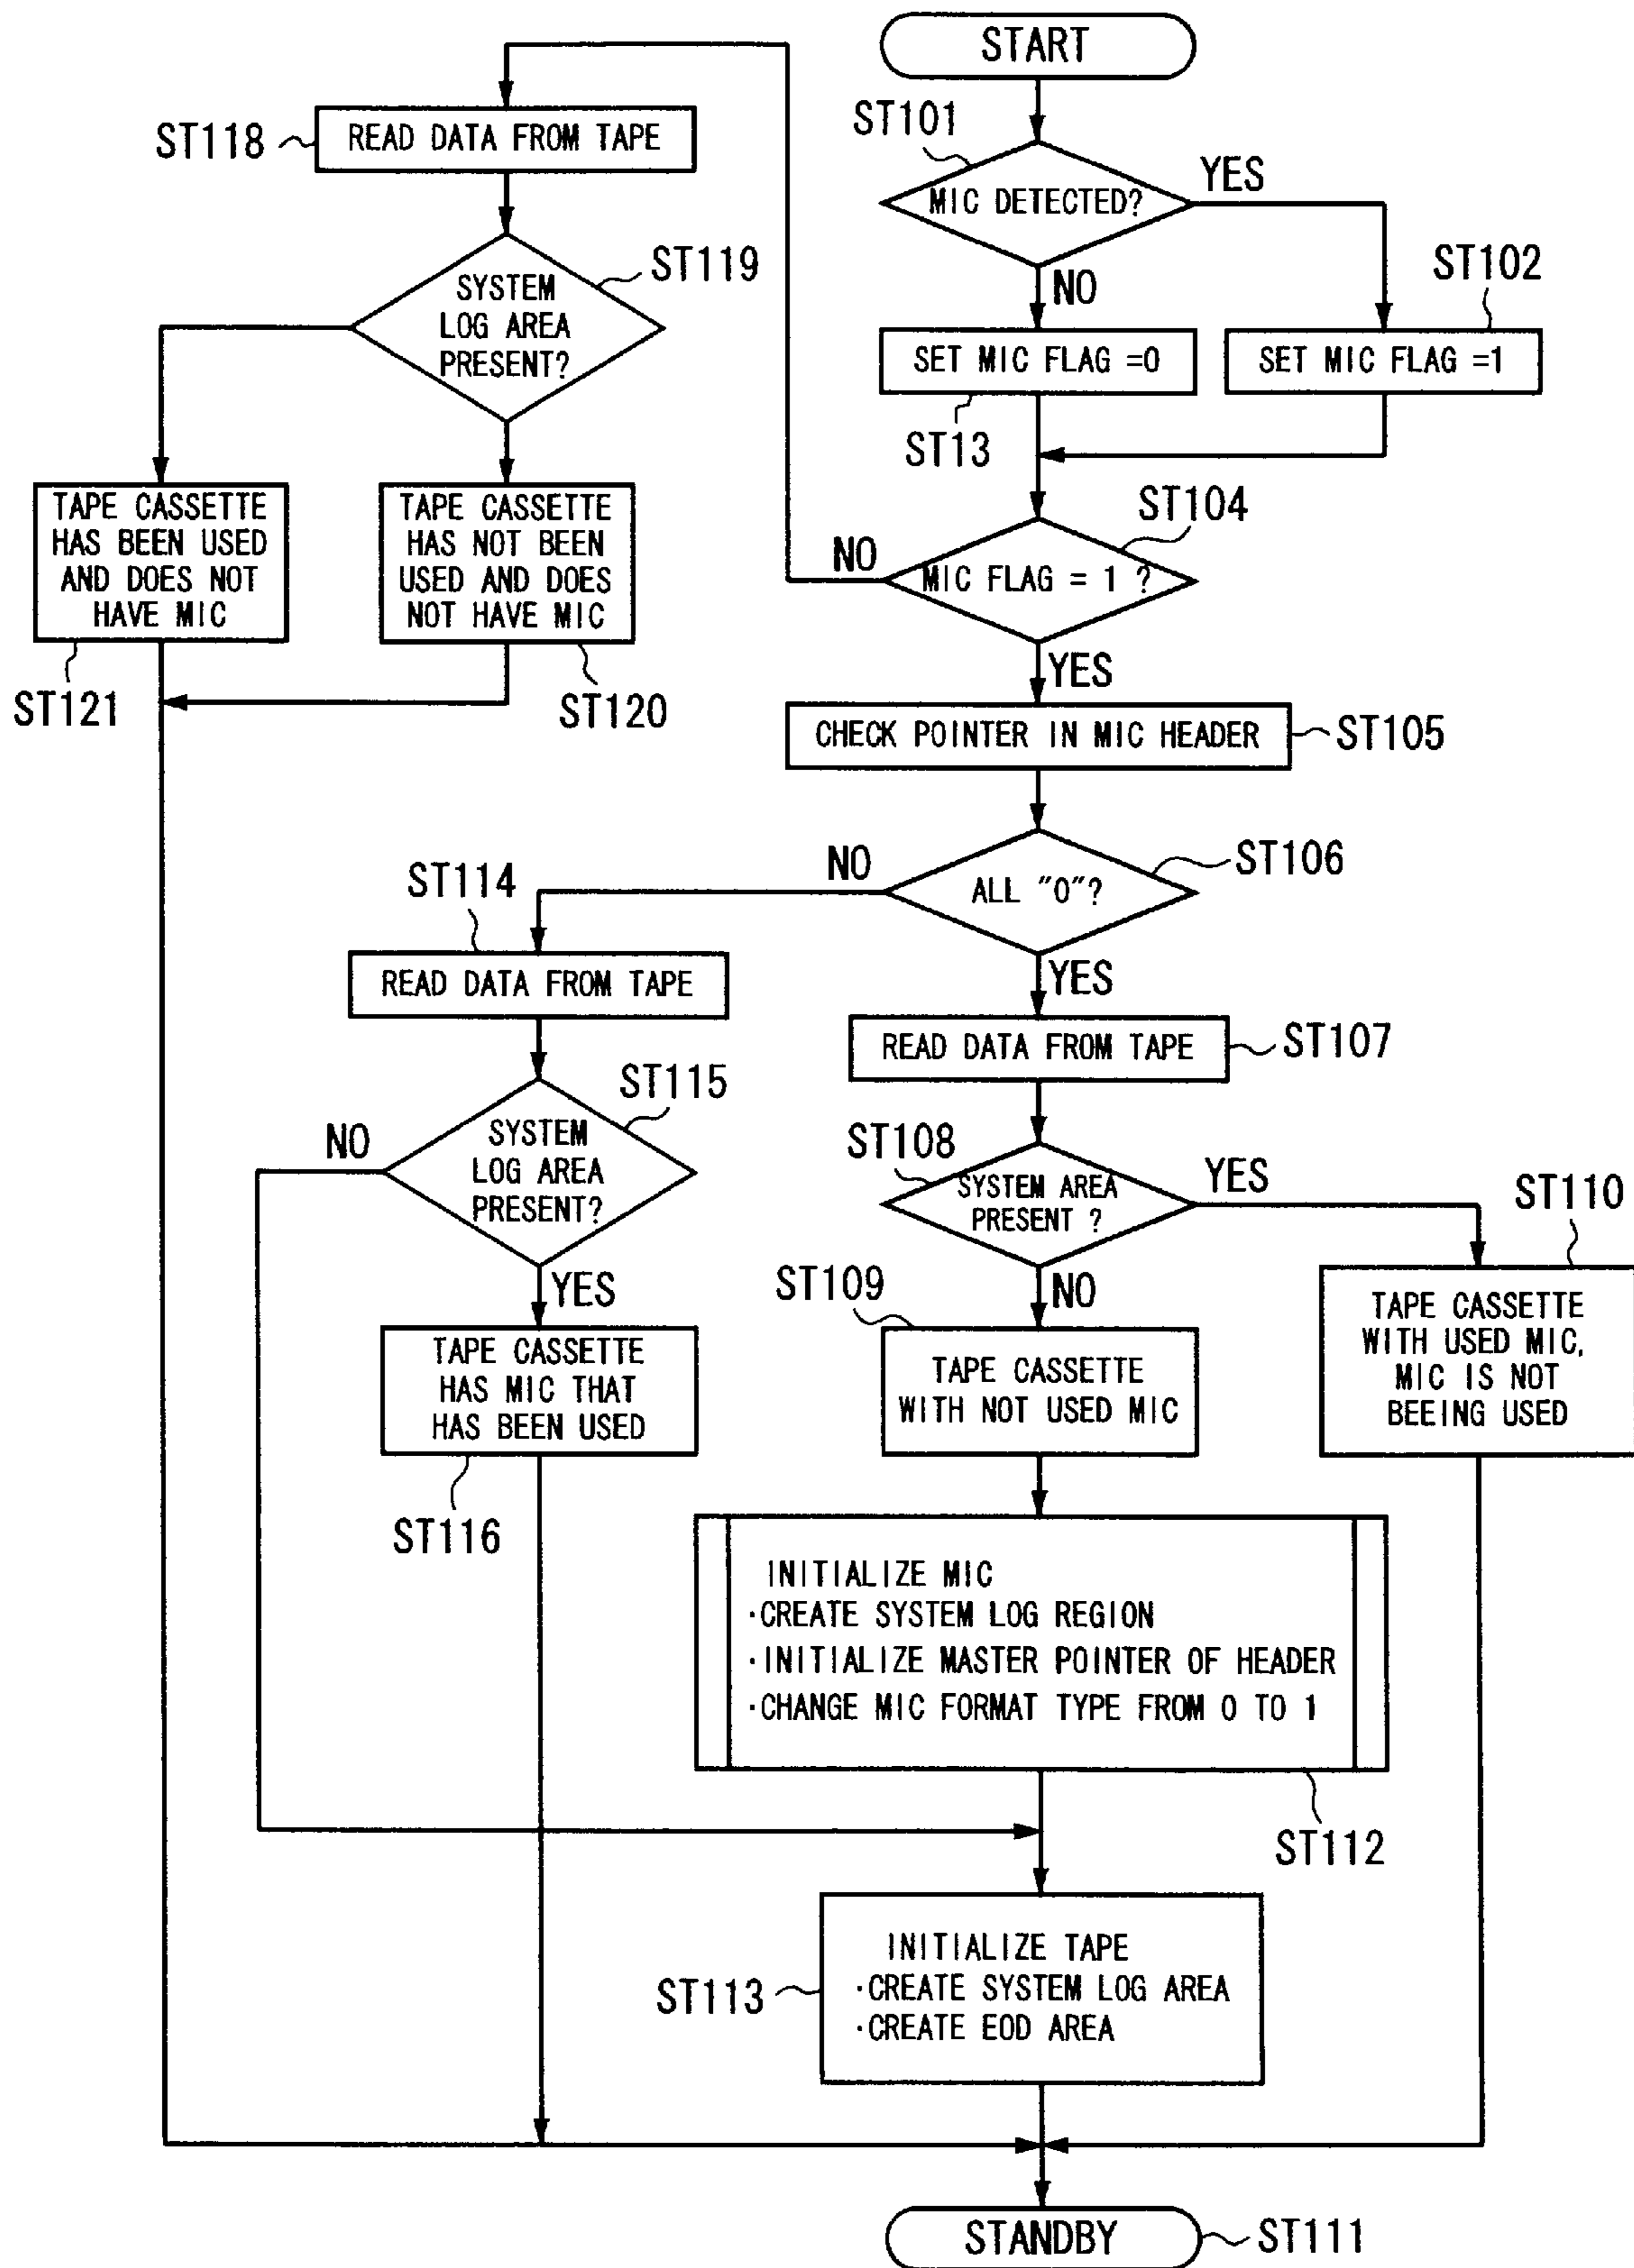 START
ST101
MIC DETECTED?
YES
NO
ST102
SET MIC FLAG =0
SET MIC FLAG =1
ST13
ST104
MIC FLAG = 1 ?
NO
YES
ST118
READ DATA FROM TAPE
ST119
SYSTEM
LOG AREA
PRESENT?
TAPE CASSETTE
HAS BEEN USED
AND DOES NOT
HAVE MIC
ST121
TAPE CASSETTE
HAS NOT BEEN
USED AND DOES
NOT HAVE MIC
ST120
CHECK POINTER IN MIC HEADER
ST105
ST106
ALL "0"?
NO
YES
ST114
READ DATA FROM TAPE
ST115
SYSTEM
LOG AREA
PRESENT?
NO
YES
TAPE CASSETTE
HAS MIC THAT
HAS BEEN USED
ST116
READ DATA FROM TAPE
ST107
ST108
SYSTEM AREA
PRESENT ?
YES
NO
ST109
TAPE CASSETTE
WITH NOT USED MIC
ST110
TAPE CASSETTE
WITH USED MIC,
MIC IS NOT
BEEING USED
INITIALIZE MIC
·CREATE SYSTEM LOG REGION
·INITIALIZE MASTER POINTER OF HEADER
·CHANGE MIC FORMAT TYPE FROM 0 TO 1
ST112
ST113
INITIALIZE TAPE
·CREATE SYSTEM LOG AREA
·CREATE EOD AREA
STANDBY
ST111